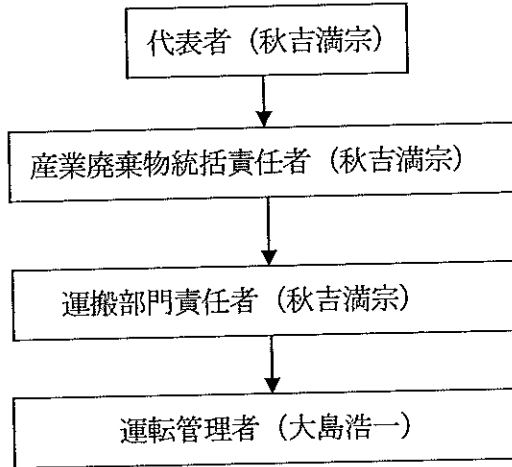 代表者（秋吉満宗）
産業廃棄物統括責任者（秋吉満宗）
運搬部門責任者（秋吉満宗）
運転管理者（大島浩一）